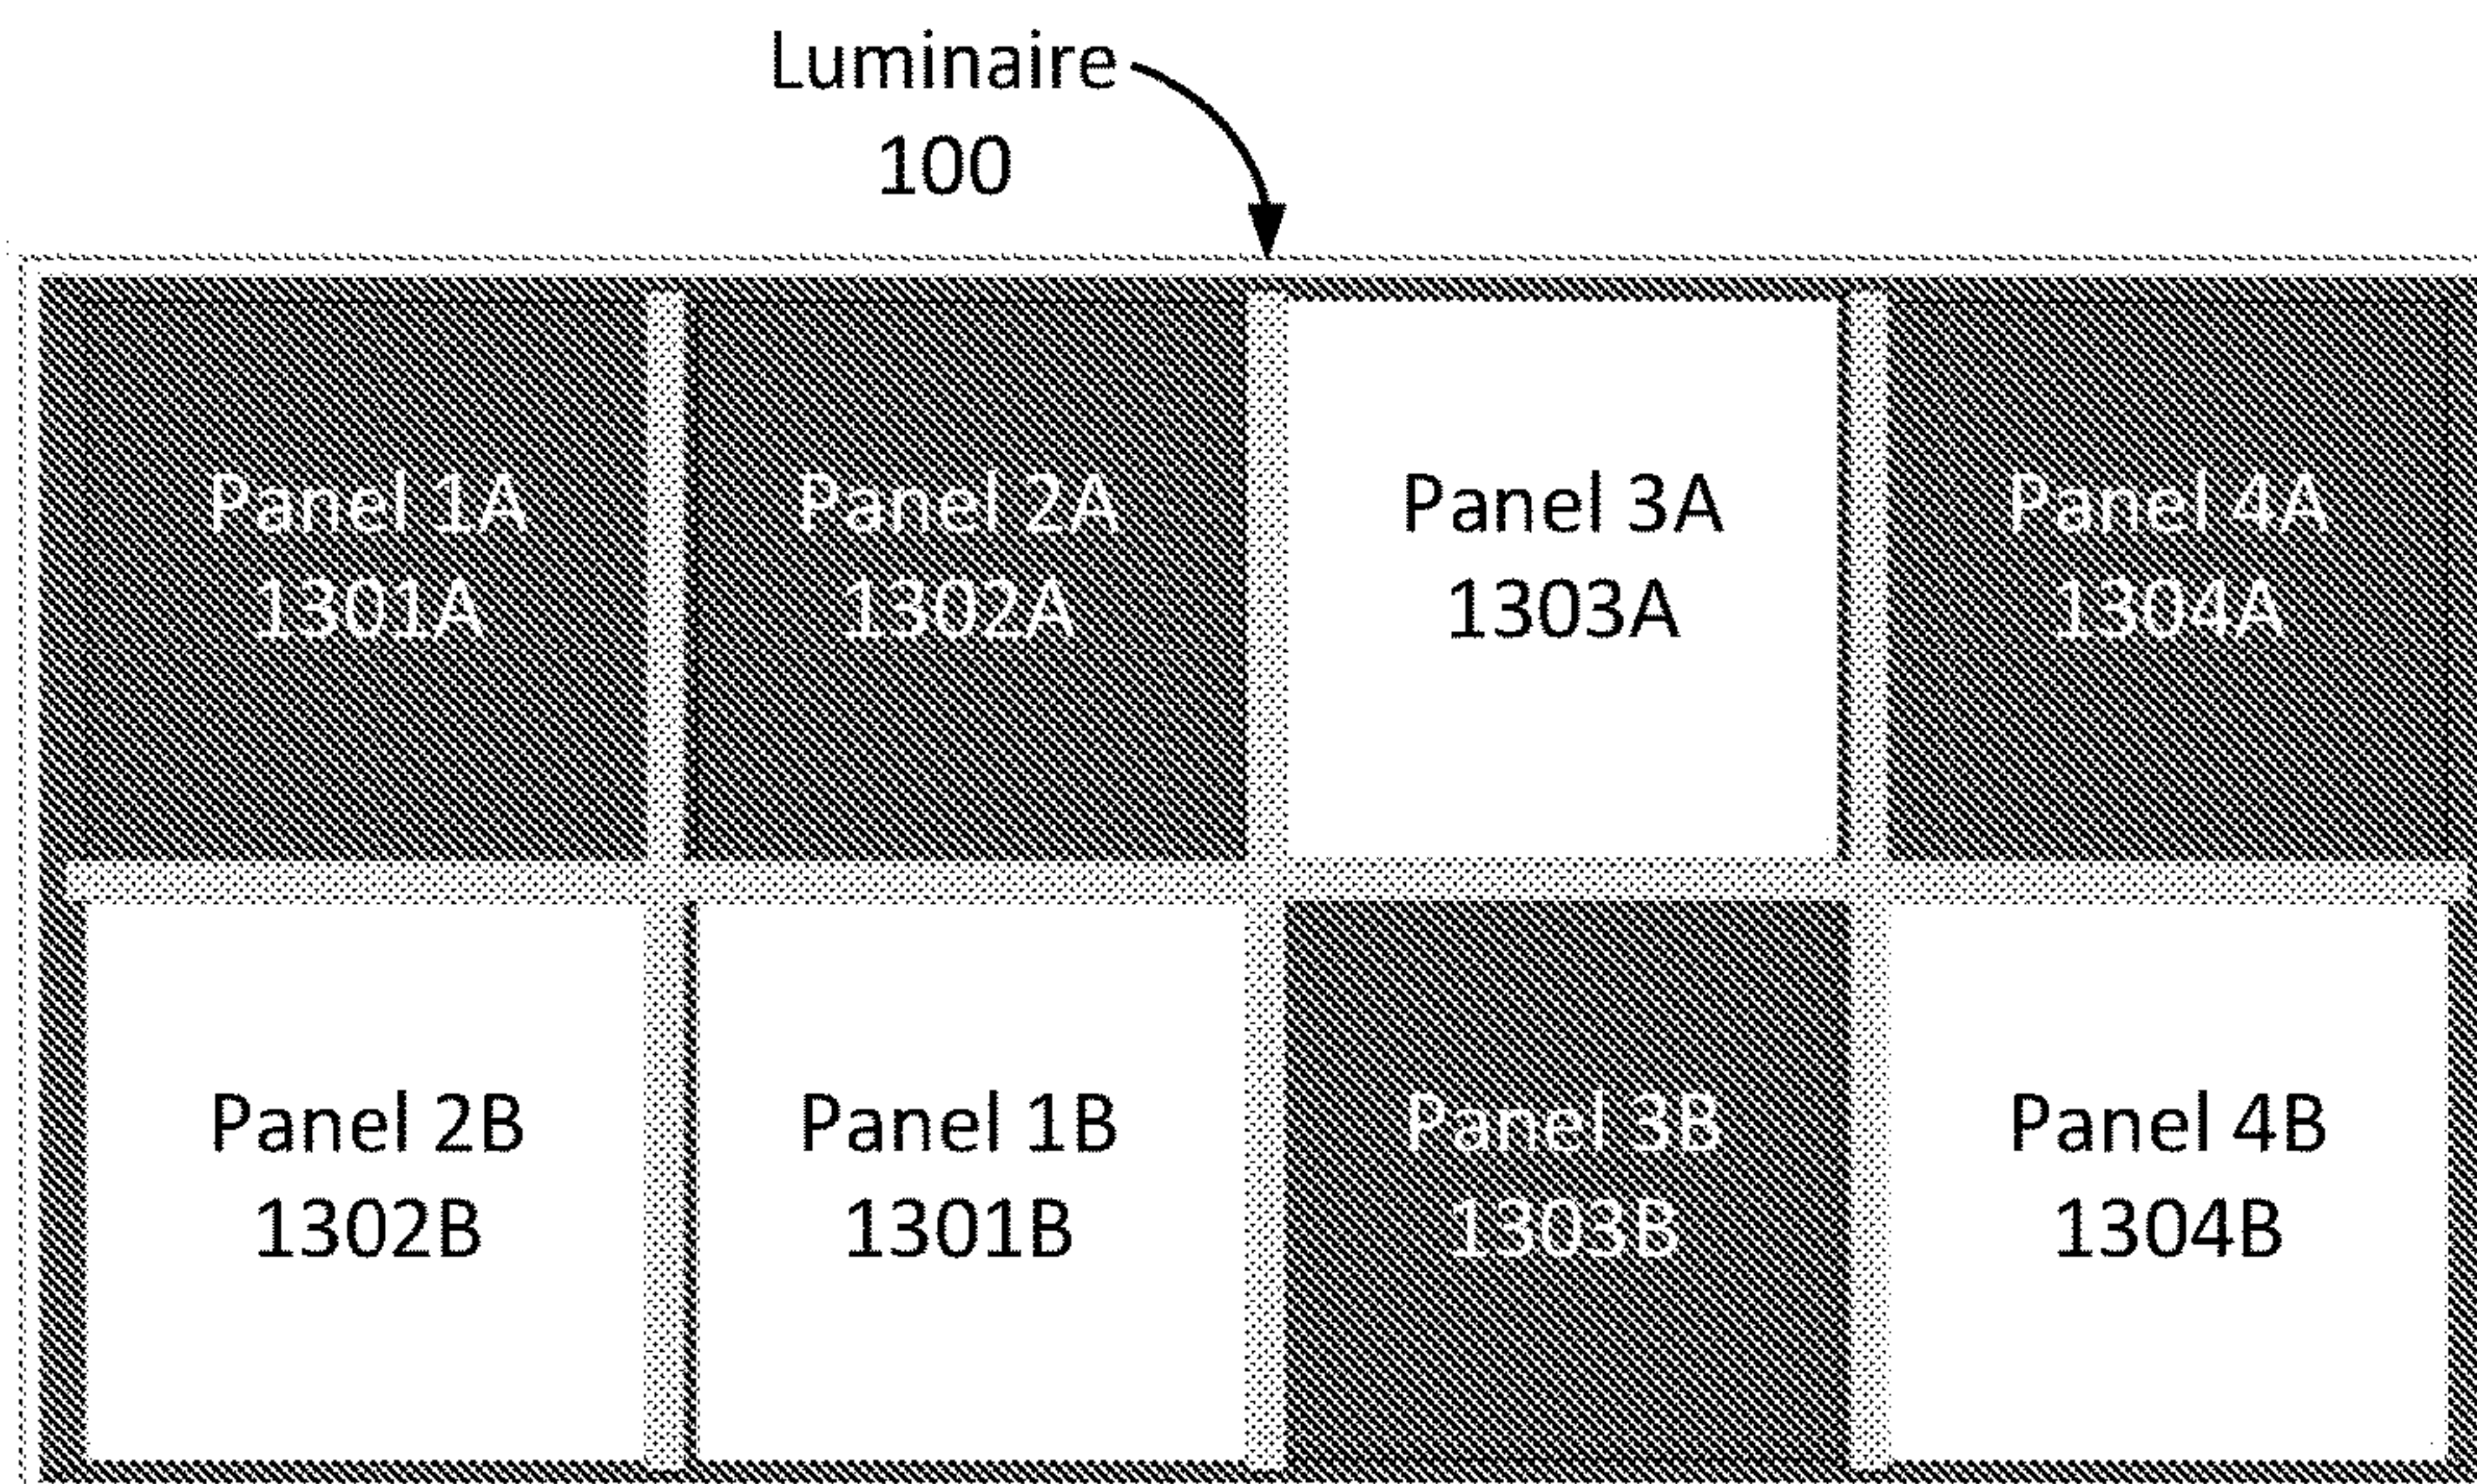 Luminaire
100
Panel 1A
1301A
Panel 2A
1302A
Panel 3A
1303A
Panel 4A
1304A
Panel 2B
1302B
Panel 1B
1301B
Panel 3B
1303B
Panel 4B
1304B